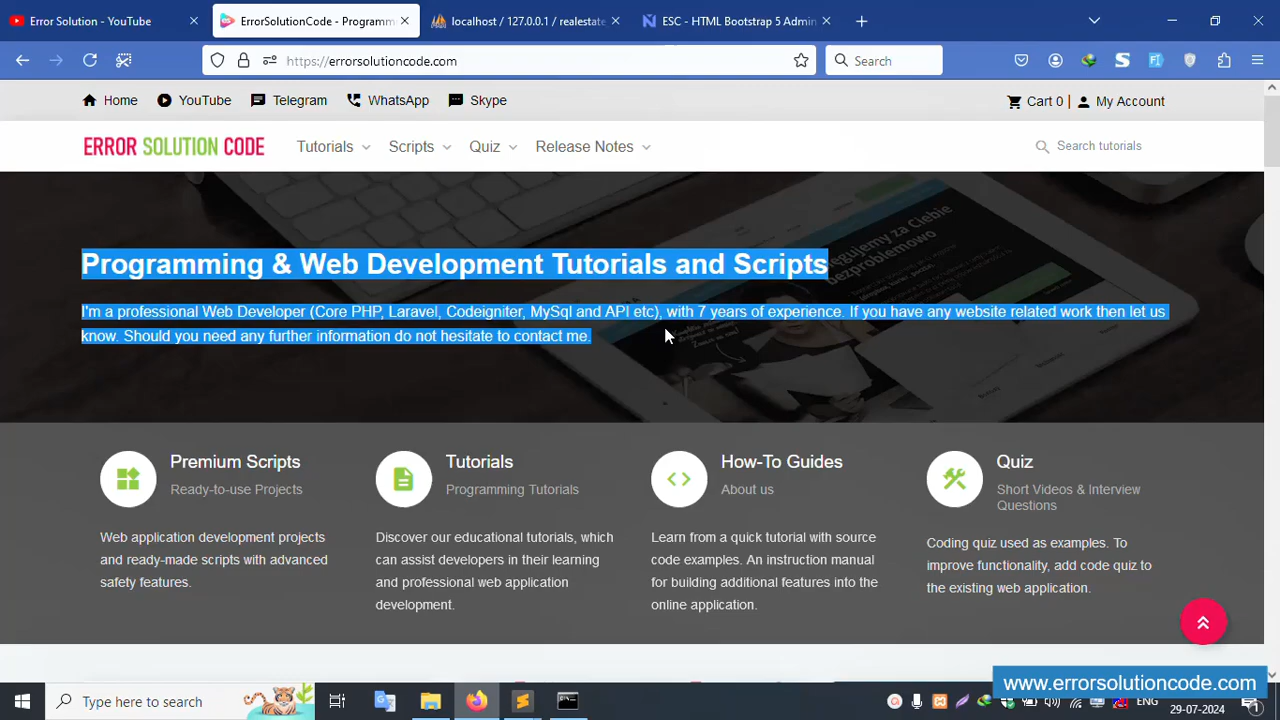 Error Solution - YouTube
ErrorSolutionCode - Programm
localhost / 127.0.0.1 / realestate
ESC - HTML Bootstrap 5 Admin
https://errorsolutioncode.com
Search
Home
YouTube
Telegram
WhatsApp
Skype
Cart 0 |
My Account
ERROR SOLUTION CODE
Tutorials
Scripts
Quiz
Release Notes
Search tutorials
Programming & Web Development Tutorials and Scripts
I'm a professional Web Developer (Core PHP, Laravel, Codeigniter, MySql and API etc), with 7 years of experience. If you have any website related work then let us
know. Should you need any further information do not hesitate to contact me.
Premium Scripts
Ready-to-use Projects
Web application development projects
and ready-made scripts with advanced
safety features.
Tutorials
Programming Tutorials
Discover our educational tutorials, which
can assist developers in their learning
and professional web application
development.
How-To Guides
About us
Learn from a quick tutorial with source
code examples. An instruction manual
for building additional features into the
online application.
Quiz
Short Videos & Interview
Questions
Coding quiz used as examples. To
improve functionality, add code quiz to
the existing web application.
www.errorsolutioncode.com
Type here to search
ENG
29-07-2024